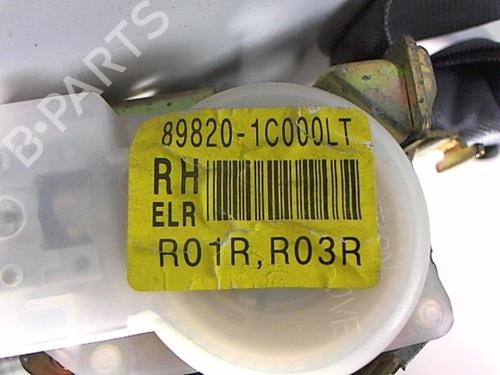 B-PARTS
89820-1C000LT
RH
ELR
R01R, R03R